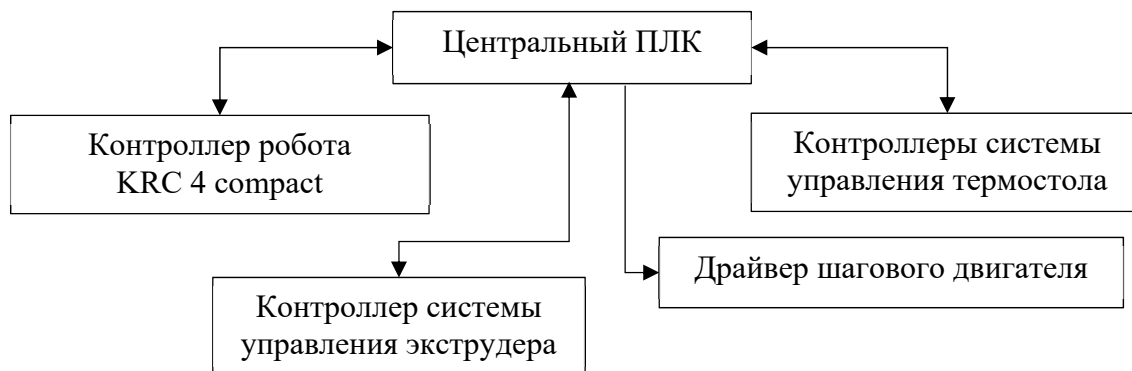 Центральный ПЛК
Контроллер робота
KRC 4 compact
Контроллеры системы
управления термостола
Драйвер шагового двигателя
Контроллер системы
управления экструдера